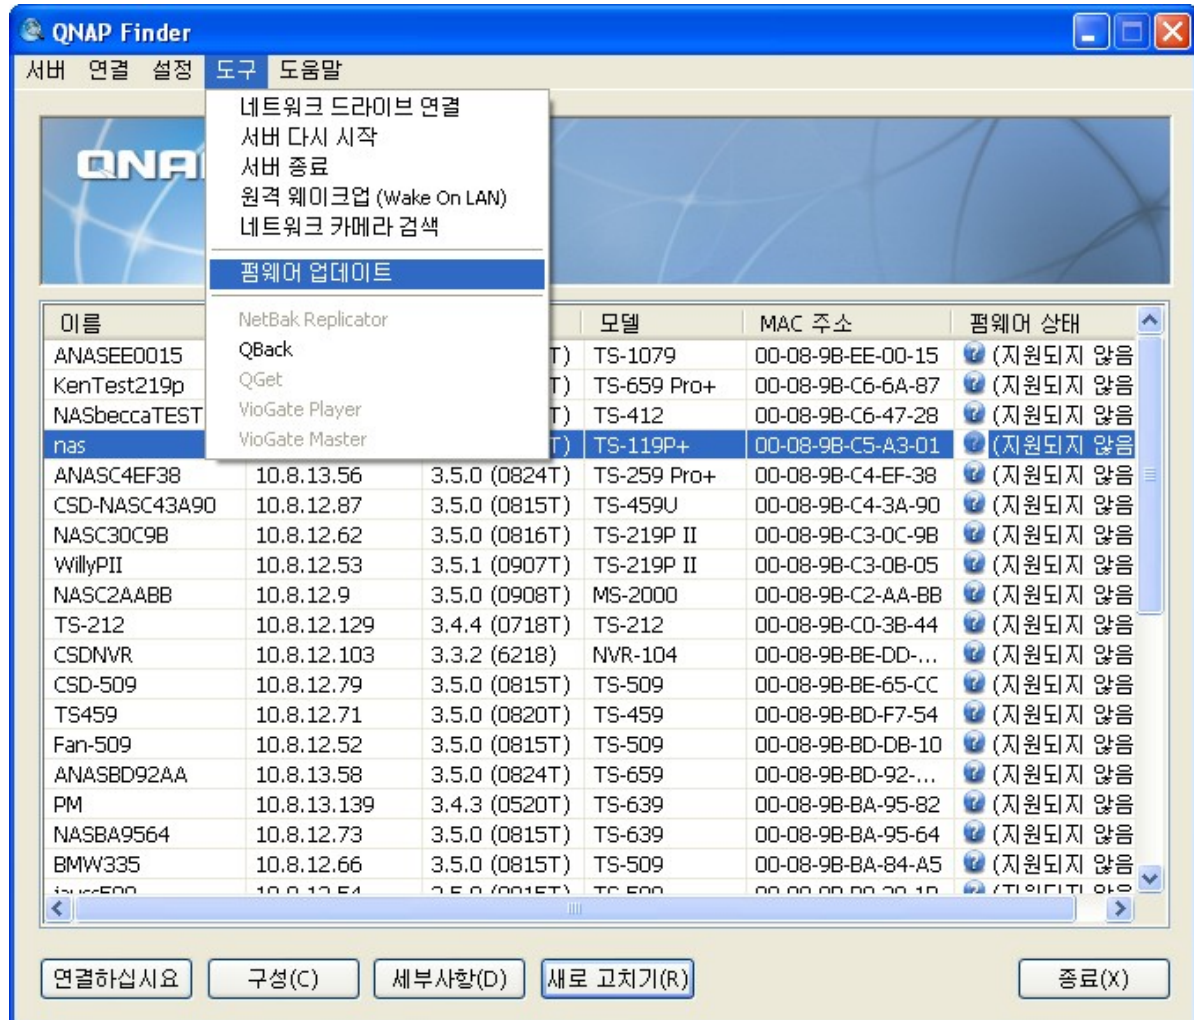 QNAP Finder
서버 연결 설정 도구 도움말
네트워크 드라이브 연결
서버 다시 시작
서버 종료
원격 웨이크업 (Wake On LAN)
네트워크 카메라 검색
펌웨어 업데이트
NetBak Replicator
QBack
QGet
VioGate Player
VioGate Master
이름 모델 MAC 주소 펌웨어 상태
ANASEE0015 T) TS-1079 00-08-9B-EE-00-15 (지원되지 않음
KenTest219p T) TS-659 Pro+ 00-08-9B-C6-6A-87 (지원되지 않음
NASbeccaTEST T) TS-412 00-08-9B-C6-47-28 (지원되지 않음
nas T) TS-119P+ 00-08-9B-C5-A3-01 (지원되지 않음
ANASC4EF38 10.8.13.56 3.5.0 (0824T) TS-259 Pro+ 00-08-9B-C4-EF-38 (지원되지 않음
CSD-NASC43A90 10.8.12.87 3.5.0 (0815T) TS-459U 00-08-9B-C4-3A-90 (지원되지 않음
NASC30C9B 10.8.12.62 3.5.0 (0816T) TS-219P II 00-08-9B-C3-0C-9B (지원되지 않음
WillyPII 10.8.12.53 3.5.1 (0907T) TS-219P II 00-08-9B-C3-0B-05 (지원되지 않음
NASC2AABB 10.8.12.9 3.5.0 (0908T) MS-2000 00-08-9B-C2-AA-BB (지원되지 않음
TS-212 10.8.12.129 3.4.4 (0718T) TS-212 00-08-9B-C0-3B-44 (지원되지 않음
CSDNVR 10.8.12.103 3.3.2 (6218) NVR-104 00-08-9B-BE-DD-... (지원되지 않음
CSD-509 10.8.12.79 3.5.0 (0815T) TS-509 00-08-9B-BE-65-CC (지원되지 않음
TS459 10.8.12.71 3.5.0 (0820T) TS-459 00-08-9B-BD-F7-54 (지원되지 않음
Fan-509 10.8.12.52 3.5.0 (0815T) TS-509 00-08-9B-BD-DB-10 (지원되지 않음
ANASBD92AA 10.8.13.58 3.5.0 (0824T) TS-659 00-08-9B-BD-92-... (지원되지 않음
PM 10.8.13.139 3.4.3 (0520T) TS-639 00-08-9B-BA-95-82 (지원되지 않음
NASBA9564 10.8.12.73 3.5.0 (0815T) TS-639 00-08-9B-BA-95-64 (지원되지 않음
BMW335 10.8.12.66 3.5.0 (0815T) TS-509 00-08-9B-BA-84-A5 (지원되지 않음
연결하십시요 구성(C) 세부사항(D) 새로 고치기(R) 종료(X)